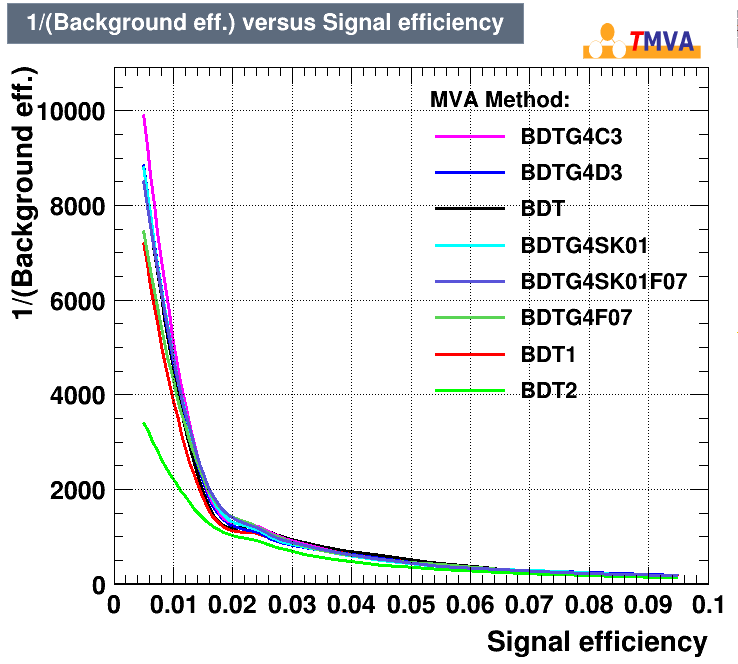 1/(Background eff.) versus Signal efficiency
TMVA
1/(Background eff.)
10000
8000
6000
4000
2000
0
MVA Method:
BDTG4C3
BDTG4D3
BDT
BDTG4SK01
BDTG4SK01F07
BDTG4F07
BDT1
BDT2
0 0.01 0.02 0.03 0.04 0.05 0.06 0.07 0.08 0.09 0.1
Signal efficiency